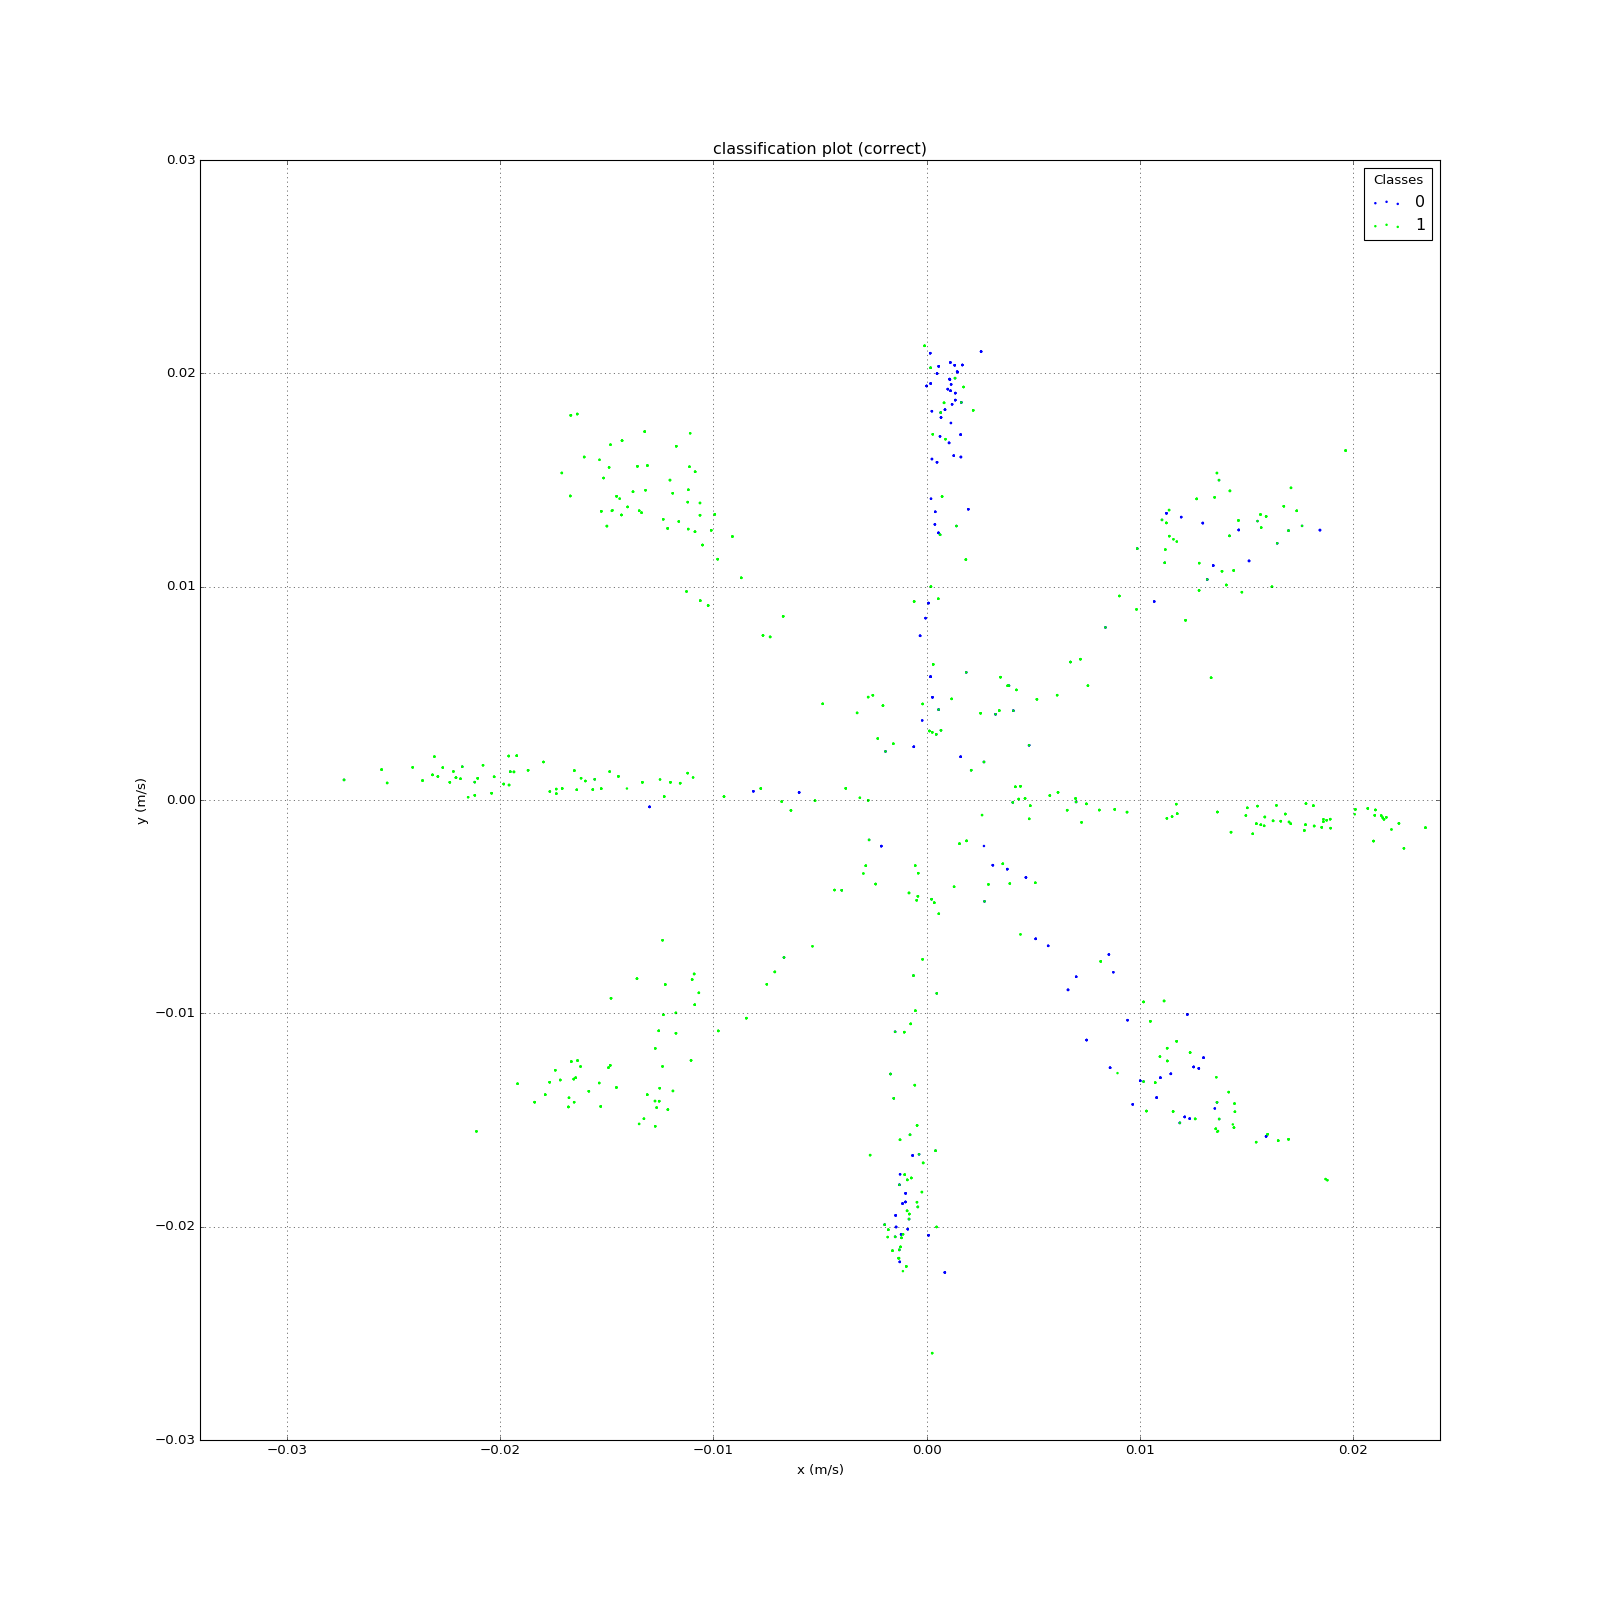 classification plot (correct)
Classes
0
1
0.03
0.02
0.01
0.00
−0.01
−0.02
−0.03
y (m/s)
−0.03 −0.02 −0.01 0.00 0.01 0.02
x (m/s)